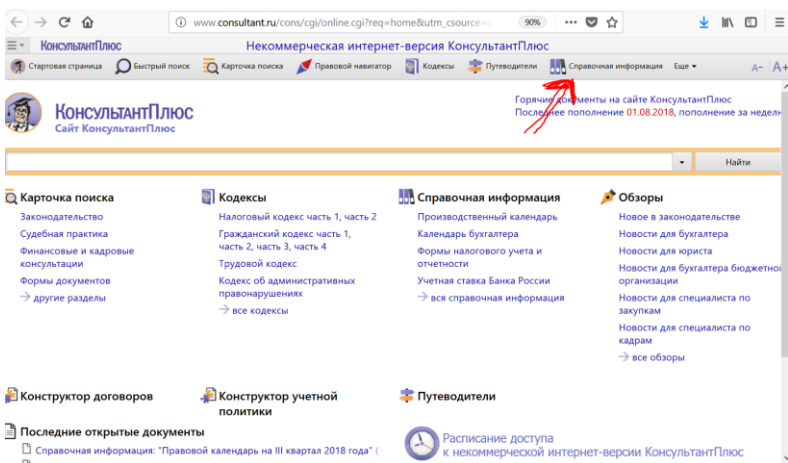 www.consultant.ru/cons/cgi/online.cgi?req=home&utm_csource=
90%
КонсультантПлюс
Некоммерческая интернет-версия КонсультантПлюс
Стартовая страница Быстрый поиск Карточка поиска Правовой навигатор Кодексы Путеводители Справочная информация Еще A- A+
Горячие документы на сайте КонсультантПлюс
Последнее пополнение 01.08.2018, пополнение за недел
КонсультантПлюс
Сайт КонсультантПлюс
Найти
Карточка поиска
Законодательство
Судебная практика
Финансовые и кадровые
консультации
Формы документов
другие разделы
Кодексы
Налоговый кодекс часть 1, часть 2
Гражданский кодекс часть 1,
часть 2, часть 3, часть 4
Трудовой кодекс
Кодекс об административных
правонарушениях
все кодексы
Справочная информация
Производственный календарь
Календарь бухгалтера
Формы налогового учета и
отчетности
Учетная ставка Банка России
вся справочная информация
Обзоры
Новое в законодательстве
Новости для бухгалтера
Новости для юриста
Новости для бухгалтера бюджетной
организации
Новости для специалиста по
закупкам
Новости для специалиста по
кадрам
все обзоры
Конструктор договоров
Конструктор учетной
политики
Путеводители
Последние открытые документы
Справочная информация: "Правовой календарь на III квартал 2018 года" (
Расписание доступа
к некоммерческой интернет-версии КонсультантПлюс